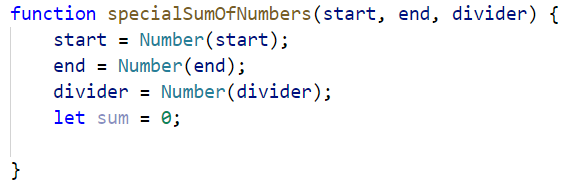 function specialSumOfNumbers(start, end, divider) {
    start = Number(start);
    end = Number(end);
    divider = Number(divider);
    let sum = 0;
}